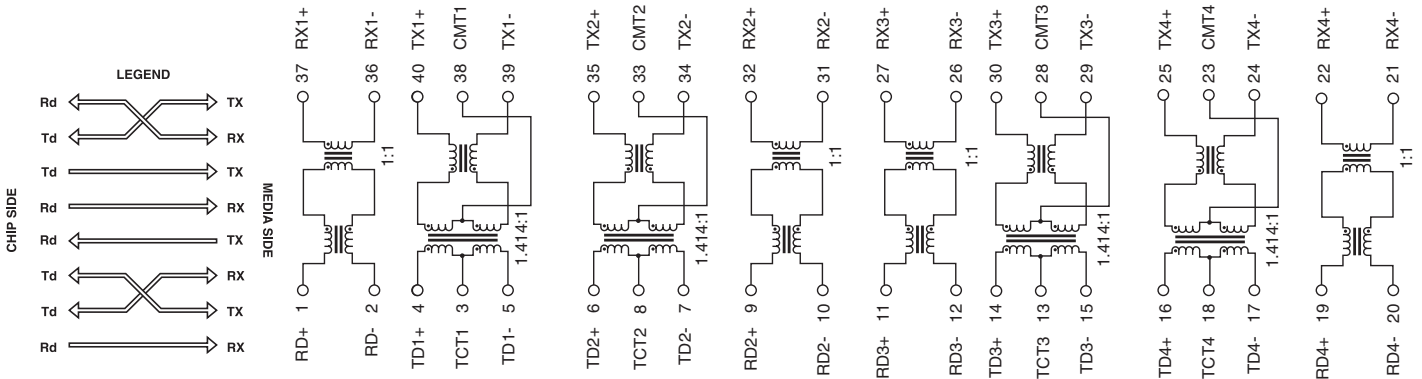 LEGEND
CHIP SIDE
MEDIA SIDE
Rd TX
Td RX
Td TX
Rd RX
Rd TX
Td RX
Td TX
Rd RX
RX1+ RX1- TX1+ CMT1 TX1- TX2+ CMT2 TX2- RX2+ RX2- RX3+ RX3- TX3+ CMT3 TX3- TX4+ CMT4 TX4- RX4+ RX4-
37 36 40 38 39 35 33 34 32 31 27 26 30 28 29 25 23 24 22 21
1:1 1.414:1 1.414:1 1:1 1:1 1.414:1 1.414:1 1:1
1 2 4 3 5 6 8 7 9 10 11 12 14 13 15 16 18 17 19 20
RD+ RD- TD1+ TCT1 TD1- TD2+ TCT2 TD2- RD2+ RD2- RD3+ RD3- TD3+ TCT3 TD3- TD4+ TCT4 TD4- RD4+ RD4-